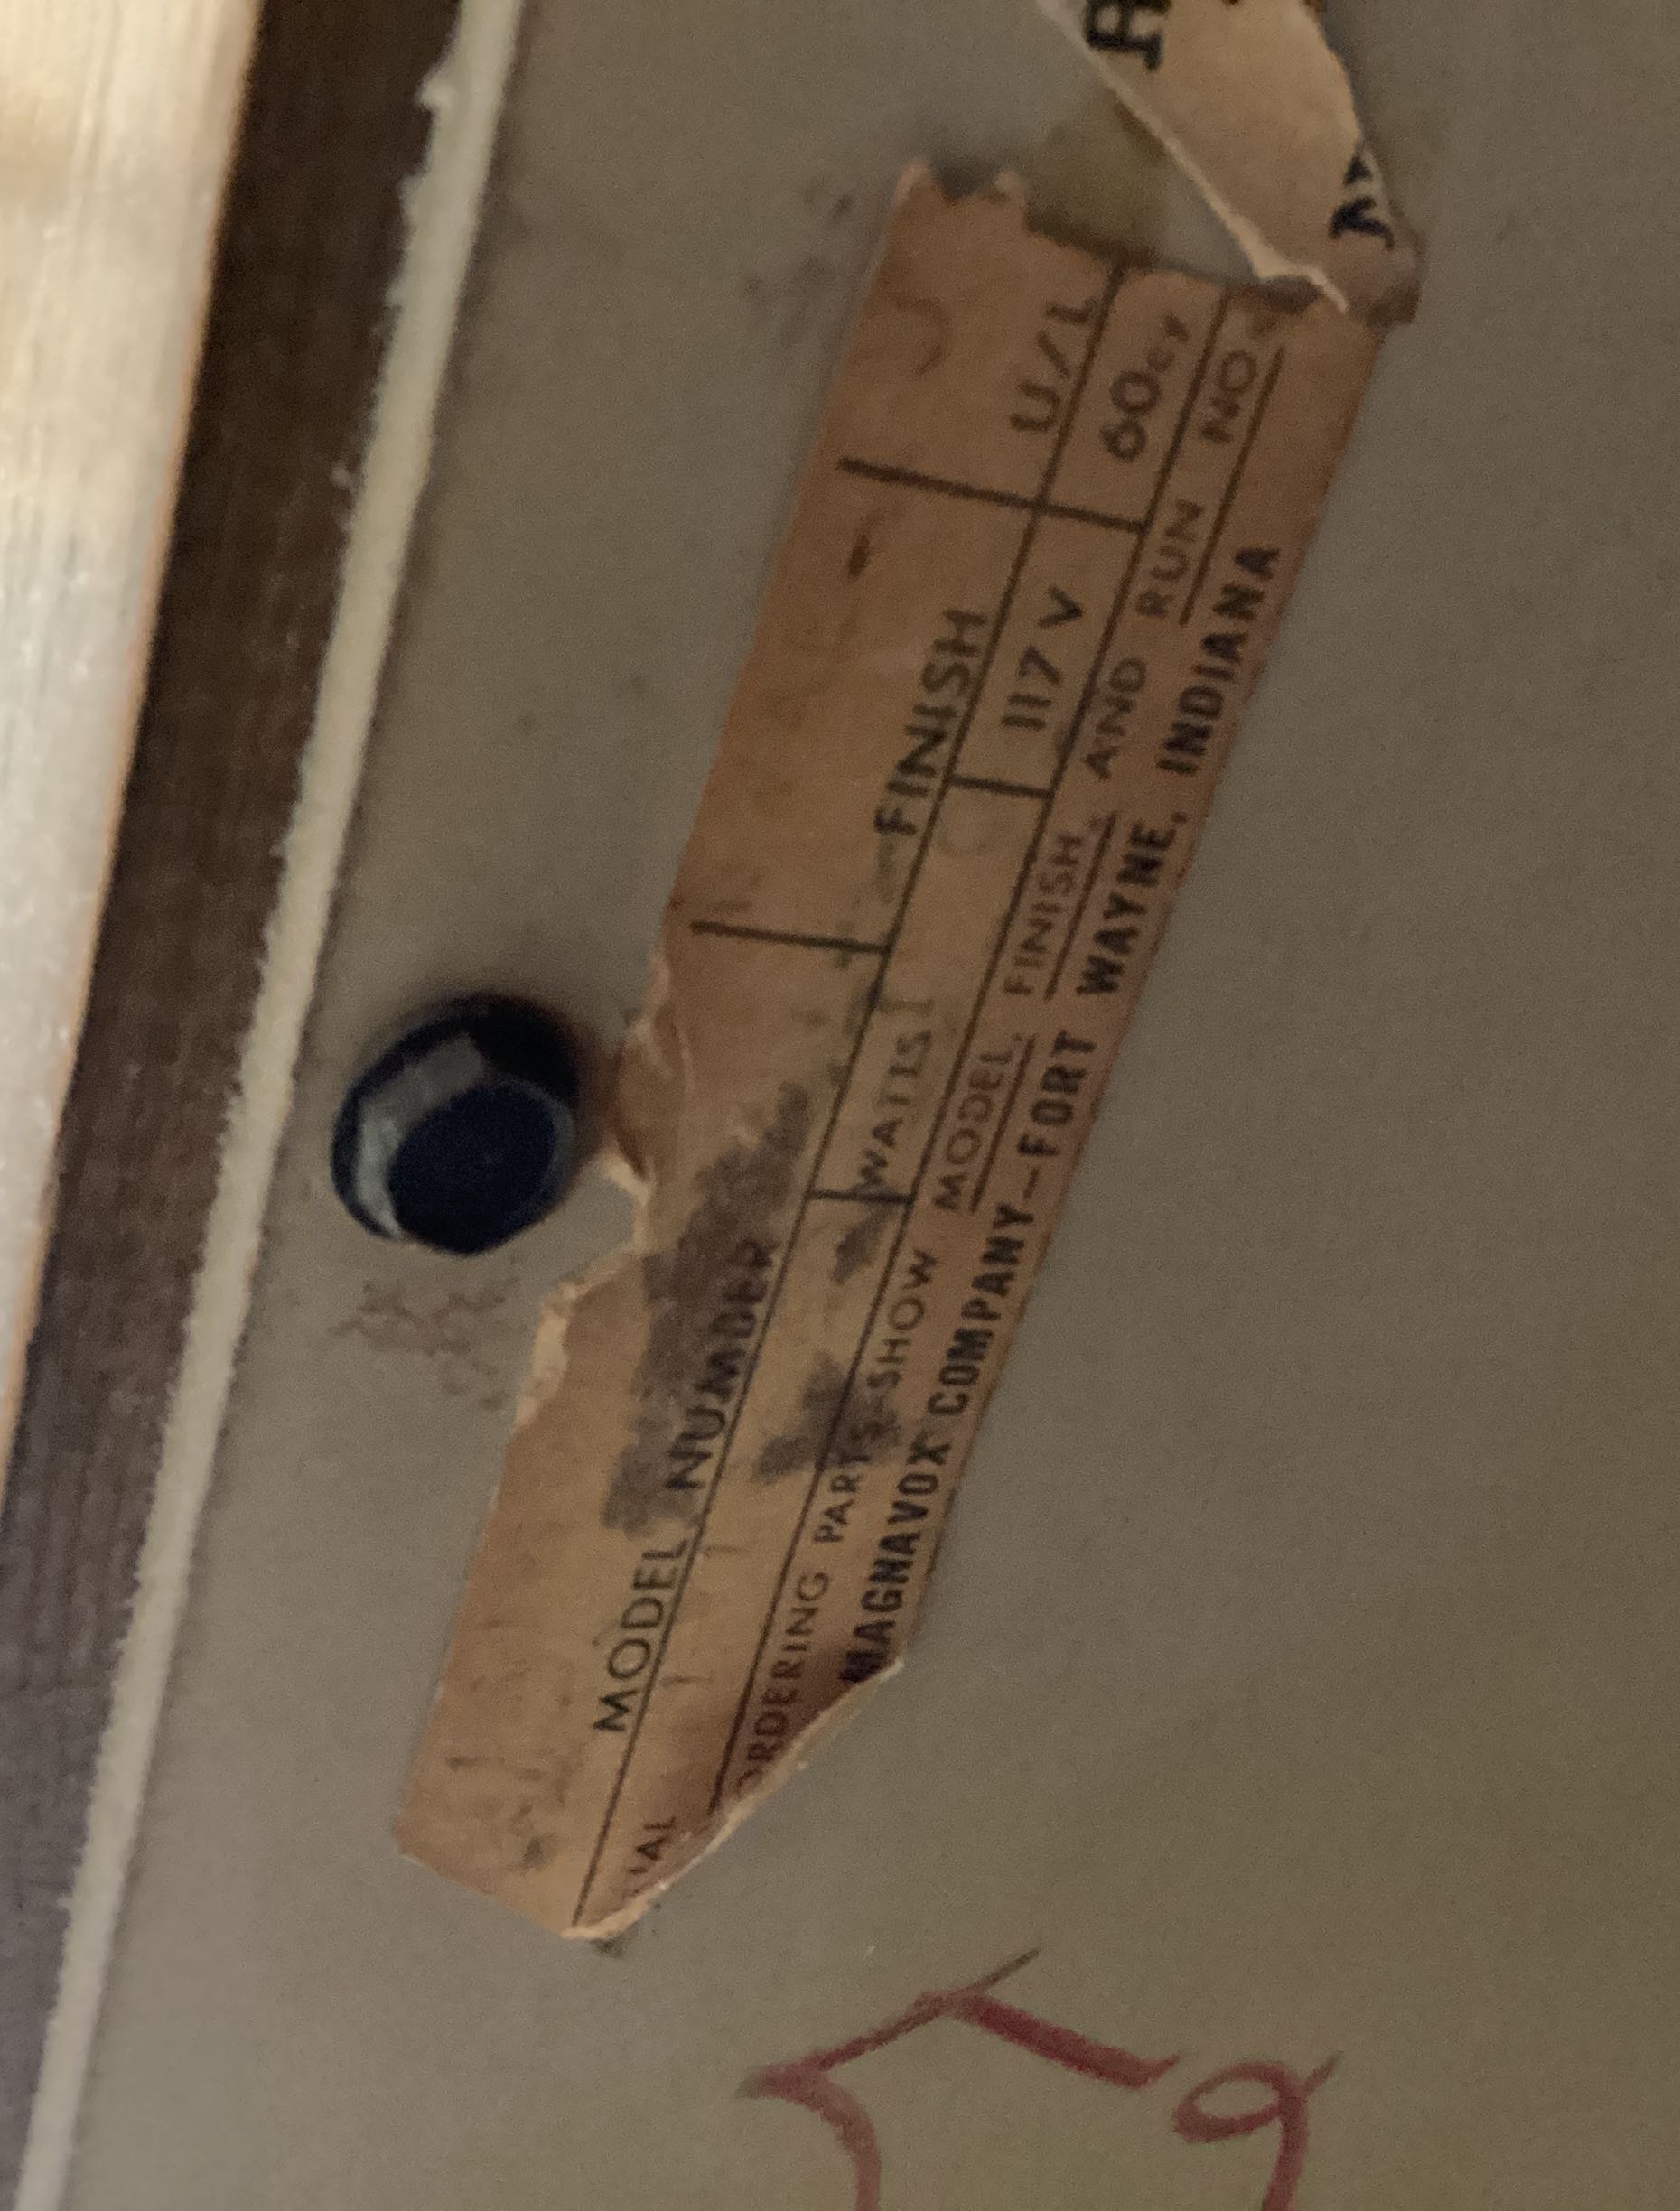 MODEL NUMBER FINISH U/L
WATTS 117 V 60cy
ORDERING PARTS-SHOW MODEL, FINISH, AND RUN NO
MAGNAVOX COMPANY-FORT WAYNE, INDIANA